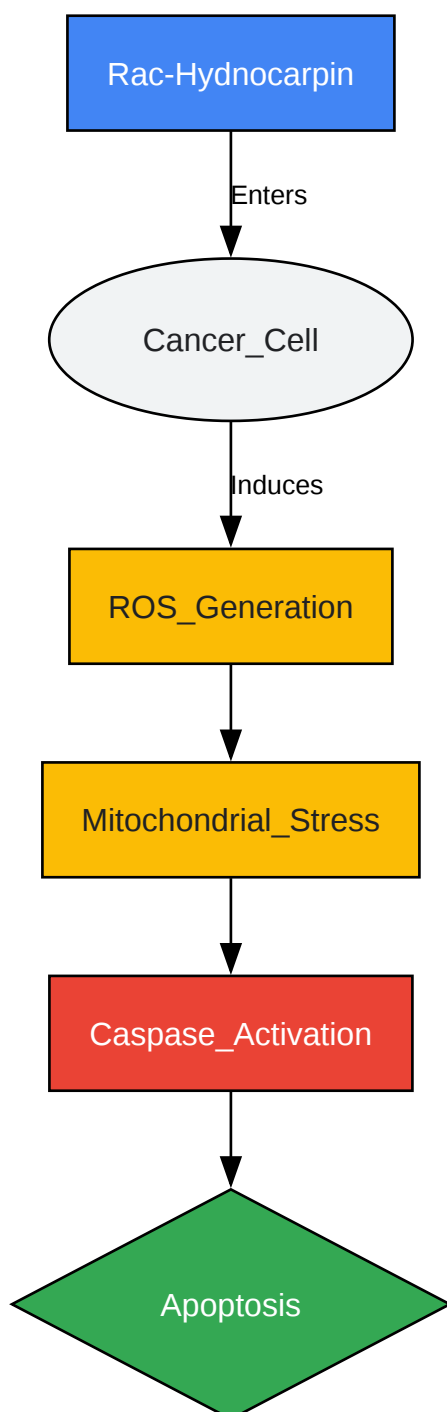 Rac-Hydnocarpin
Enters
Cancer_Cell
Induces
ROS_Generation
Mitochondrial_Stress
Caspase_Activation
Apoptosis